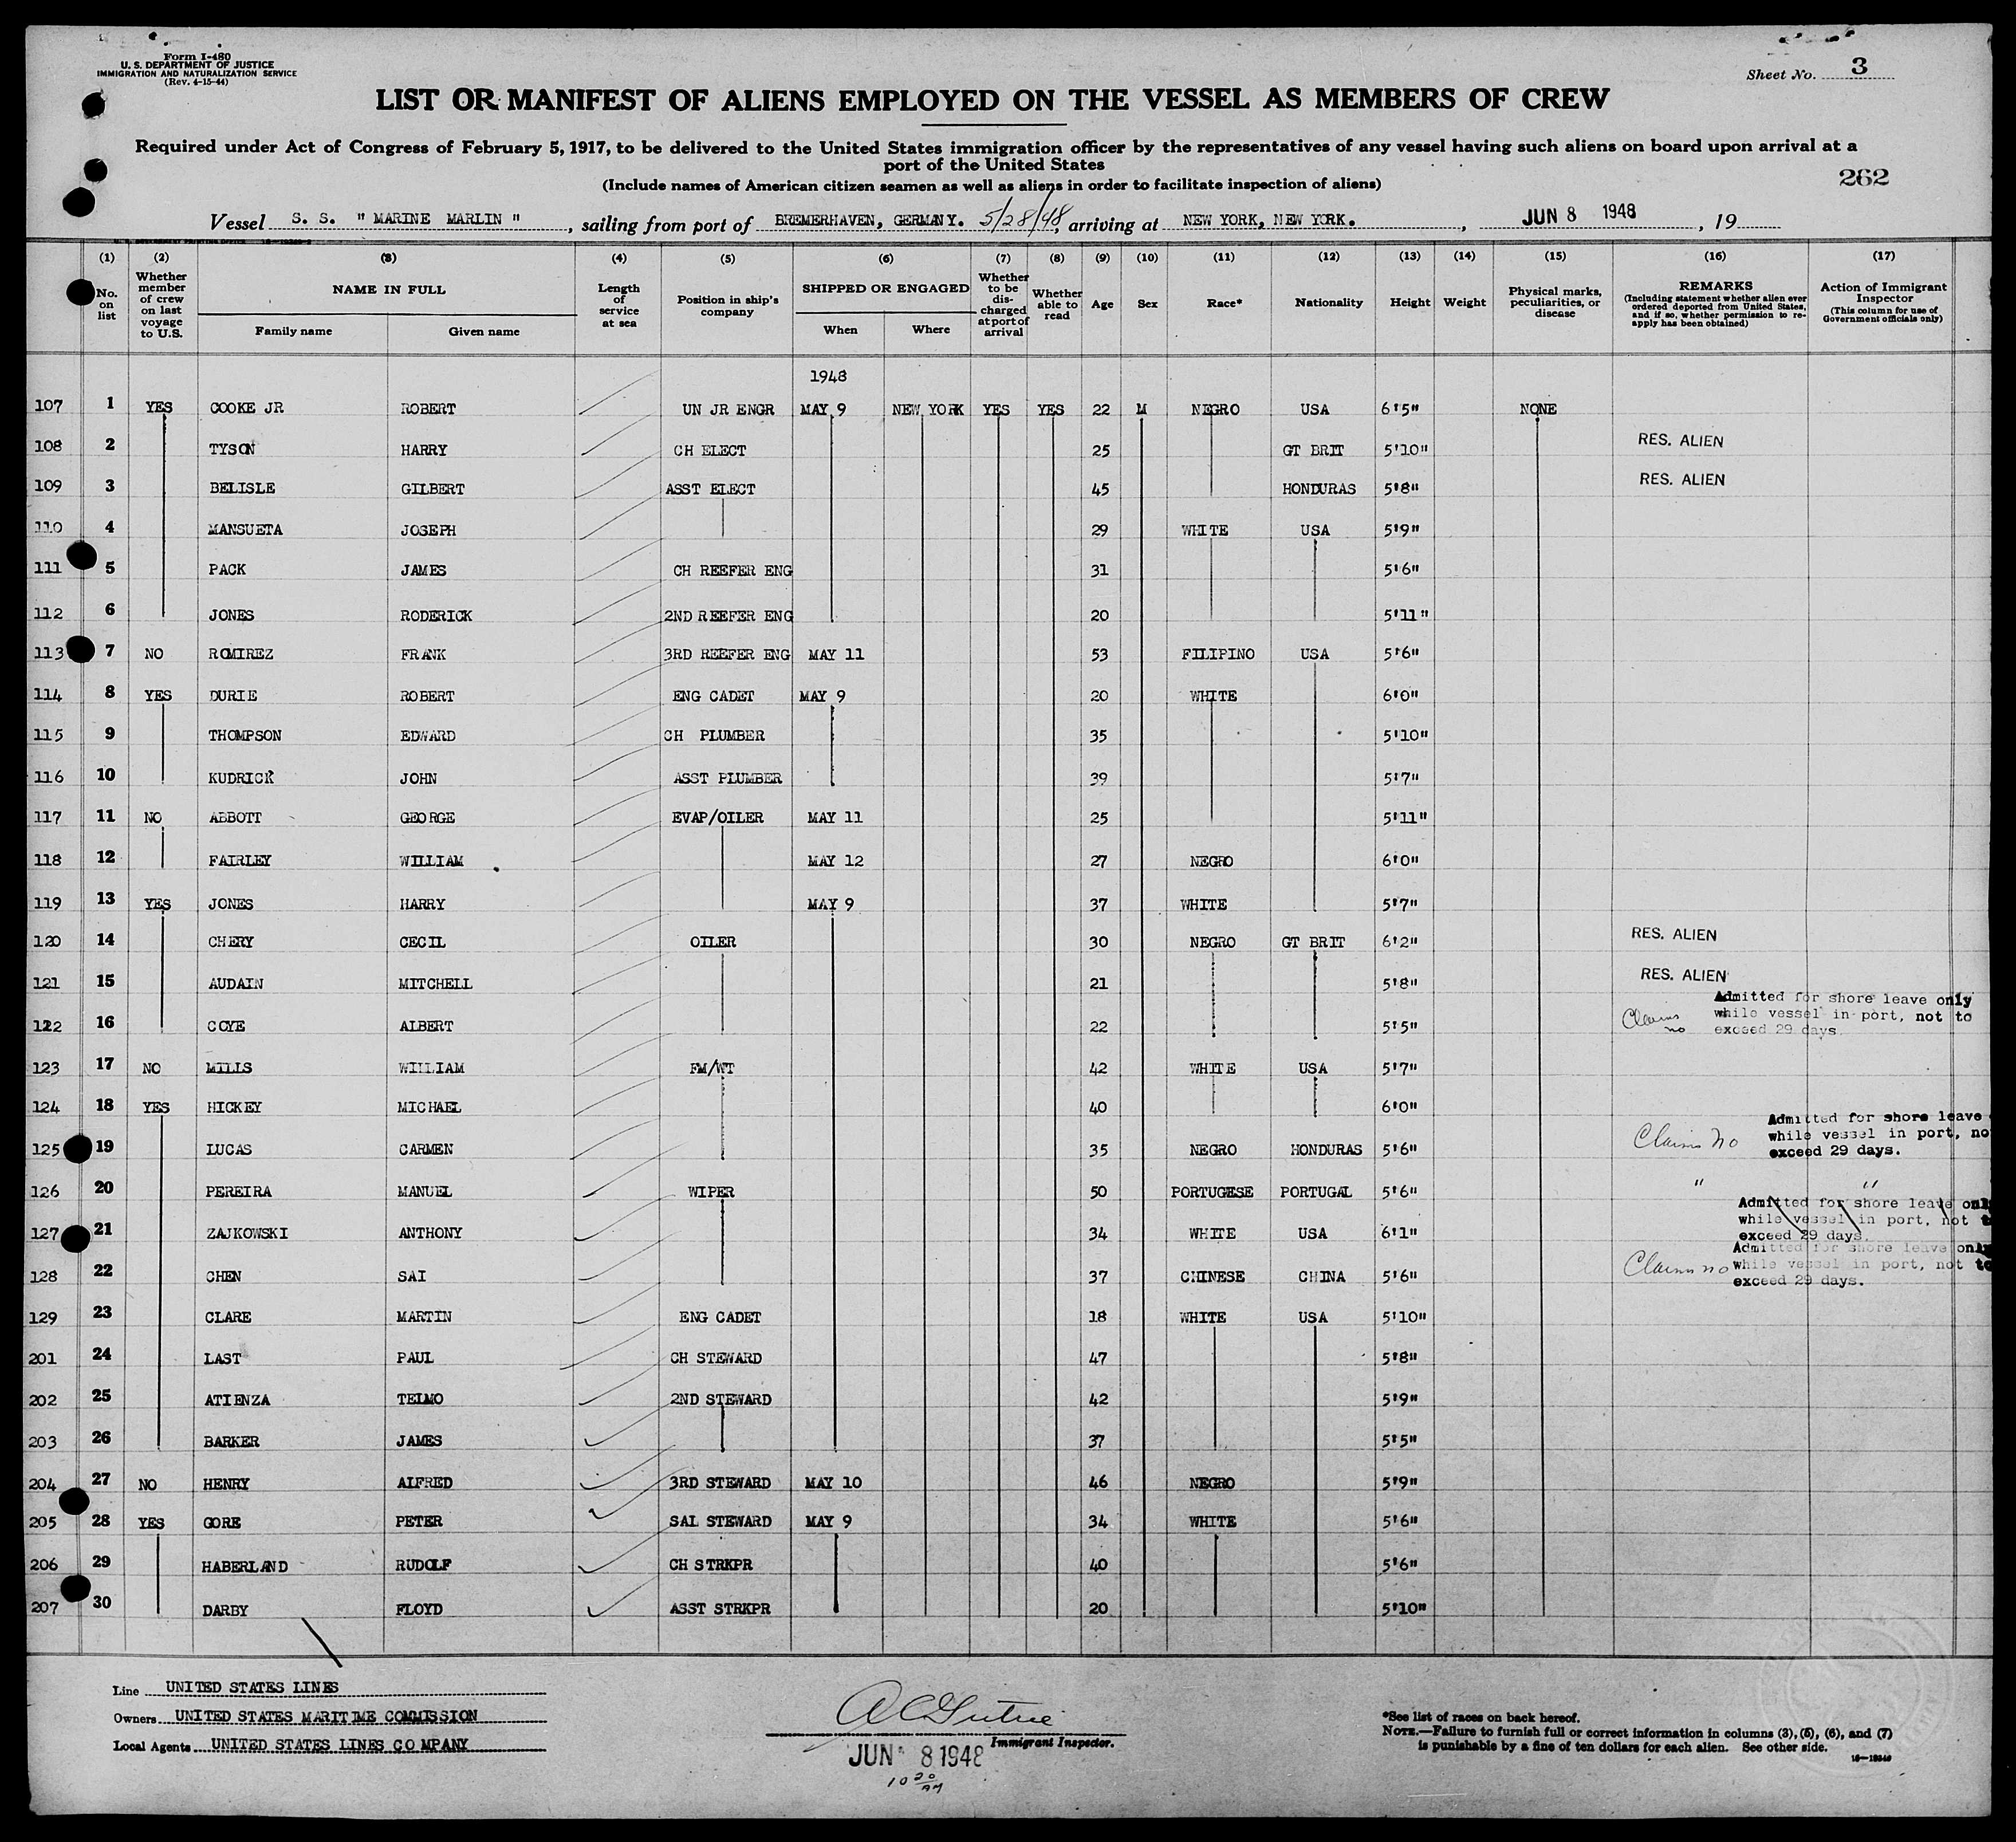 Form I-480
U. S. DEPARTMENT OF JUSTICE
IMMIGRATION AND NATURALIZATION SERVICE
(Rev. 4-15-44)
Sheet No. 3
LIST OR MANIFEST OF ALIENS EMPLOYED ON THE VESSEL AS MEMBERS OF CREW
Required under Act of Congress of February 5, 1917, to be delivered to the United States immigration officer by the representatives of any vessel having such aliens on board upon arrival at a
port of the United States
(Include names of American citizen seamen as well as aliens in order to facilitate inspection of aliens)
262
Vessel S. S. " MARINE MARLIN " , sailing from port of BREMERHAVEN, GERMANY. 5/28/48, arriving at NEW YORK, NEW YORK. , JUN 8 1948 , 19
(1) (2) (3) (4) (5) (6) (7) (8) (9) (10) (11) (12) (13) (14) (15) (16) (17)
No. on list
Whether member of crew on last voyage to U.S.
NAME IN FULL
Family name Given name
Length of service at sea
Position in ship's company
SHIPPED OR ENGAGED
When Where
Whether to be discharged at port of arrival
Whether able to read
Age
Sex
Race*
Nationality
Height
Weight
Physical marks, peculiarities, or disease
REMARKS
(Including statement whether alien ever ordered deported from United States, and if so, whether permission to re-apply has been obtained)
Action of Immigrant Inspector
(This column for use of Government officials only)
1948
107 1 YES COOKE JR ROBERT UN JR ENGR MAY 9 NEW YORK YES YES 22 M NEGRO USA 6'5" NONE
108 2 TYSON HARRY CH ELECT 25 GT BRIT 5'10" RES. ALIEN
109 3 BELISLE GILBERT ASST ELECT 45 HONDURAS 5'8" RES. ALIEN
110 4 MANSUETA JOSEPH 29 WHITE USA 5'9"
111 5 PACK JAMES CH REEFER ENG 31 5'6"
112 6 JONES RODERICK 2ND REEFER ENG 20 5'11"
113 7 NO ROMIREZ FRANK 3RD REEFER ENG MAY 11 53 FILIPINO USA 5'6"
114 8 YES DURIE ROBERT ENG CADET MAY 9 20 WHITE 6'0"
115 9 THOMPSON EDWARD CH PLUMBER 35 5'10"
116 10 KUDRICK JOHN ASST PLUMBER 39 5'7"
117 11 NO ABBOTT GEORGE EVAP/OILER MAY 11 25 5'11"
118 12 FAIRLEY WILLIAM MAY 12 27 NEGRO 6'0"
119 13 YES JONES HARRY MAY 9 37 WHITE 5'7"
120 14 CHERY CECIL OILER 30 NEGRO GT BRIT 6'2" RES. ALIEN
121 15 AUDAIN MITCHELL 21 5'8" RES. ALIEN
122 16 COYE ALBERT 22 5'5" Claims no Admitted for shore leave only while vessel in port, not to exceed 29 days.
123 17 NO MILLS WILLIAM FM/WT 42 WHITE USA 5'7"
124 18 YES HICKEY MICHAEL 40 6'0"
125 19 LUCAS CARMEN 35 NEGRO HONDURAS 5'6" Claims no Admitted for shore leave while vessel in port, no exceed 29 days.
126 20 PEREIRA MANUEL WIPER 50 PORTUGESE PORTUGAL 5'6" " "
127 21 ZAJKOWSKI ANTHONY 34 WHITE USA 6'1" Admitted for shore leave only while vessel in port, not to exceed 29 days.
128 22 CHEN SAI 37 CHINESE CHINA 5'6" Claims no Admitted for shore leave only while vessel in port, not to exceed 29 days.
129 23 CLARE MARTIN ENG CADET 18 WHITE USA 5'10"
201 24 LAST PAUL CH STEWARD 47 5'8"
202 25 ATIENZA TELMO 2ND STEWARD 42 5'9"
203 26 BARKER JAMES 37 5'5"
204 27 NO HENRY ALFRED 3RD STEWARD MAY 10 46 NEGRO 5'9"
205 28 YES GORE PETER SAL STEWARD MAY 9 34 WHITE 5'6"
206 29 HABERLAND RUDOLF CH STRKPR 40 5'6"
207 30 DARBY FLOYD ASST STRKPR 20 5'10"
Line UNITED STATES LINES
Owners UNITED STATES MARITIME COMMISSION
Local Agents UNITED STATES LINES COMPANY
Immigrant Inspector.
JUN 8 1948
10 20 AM
*See list of races on back hereof.
NOTE.—Failure to furnish full or correct information in columns (3), (5), (6), and (7)
is punishable by a fine of ten dollars for each alien. See other side.